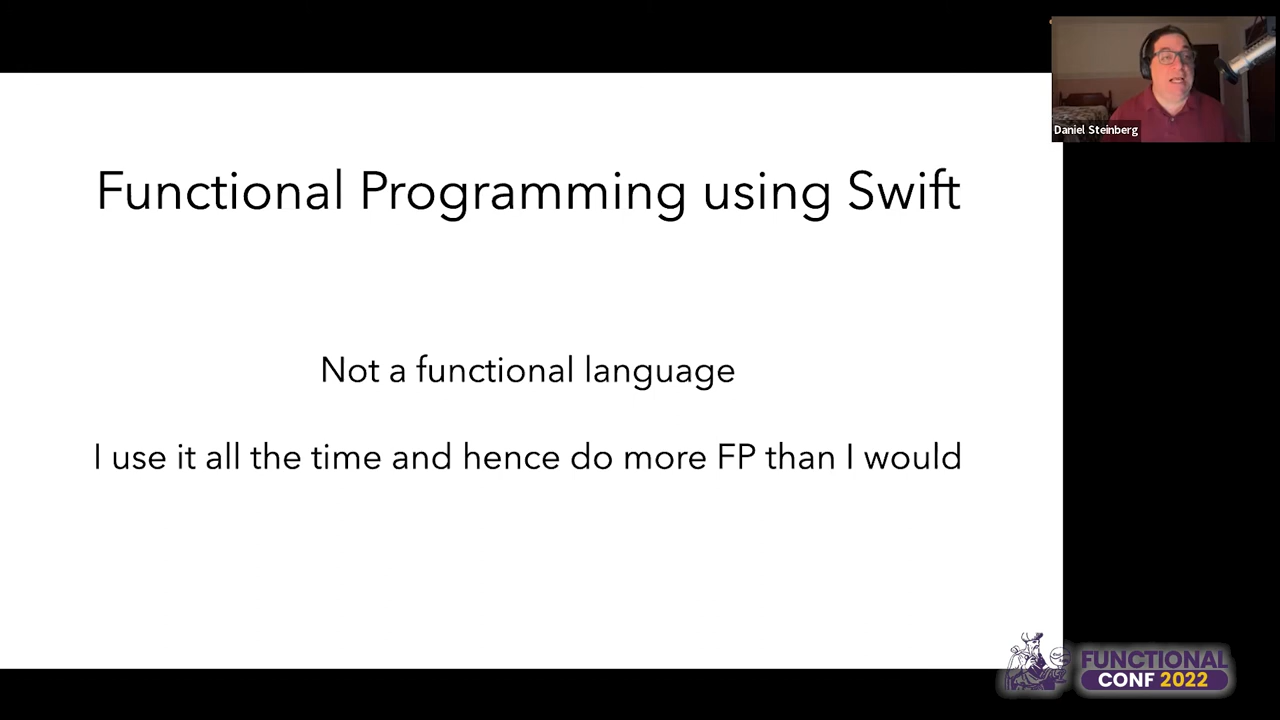 Daniel Steinberg
Functional Programming using Swift
Not a functional language
I use it all the time and hence do more FP than I would
FUNCTIONAL
CONF 2022